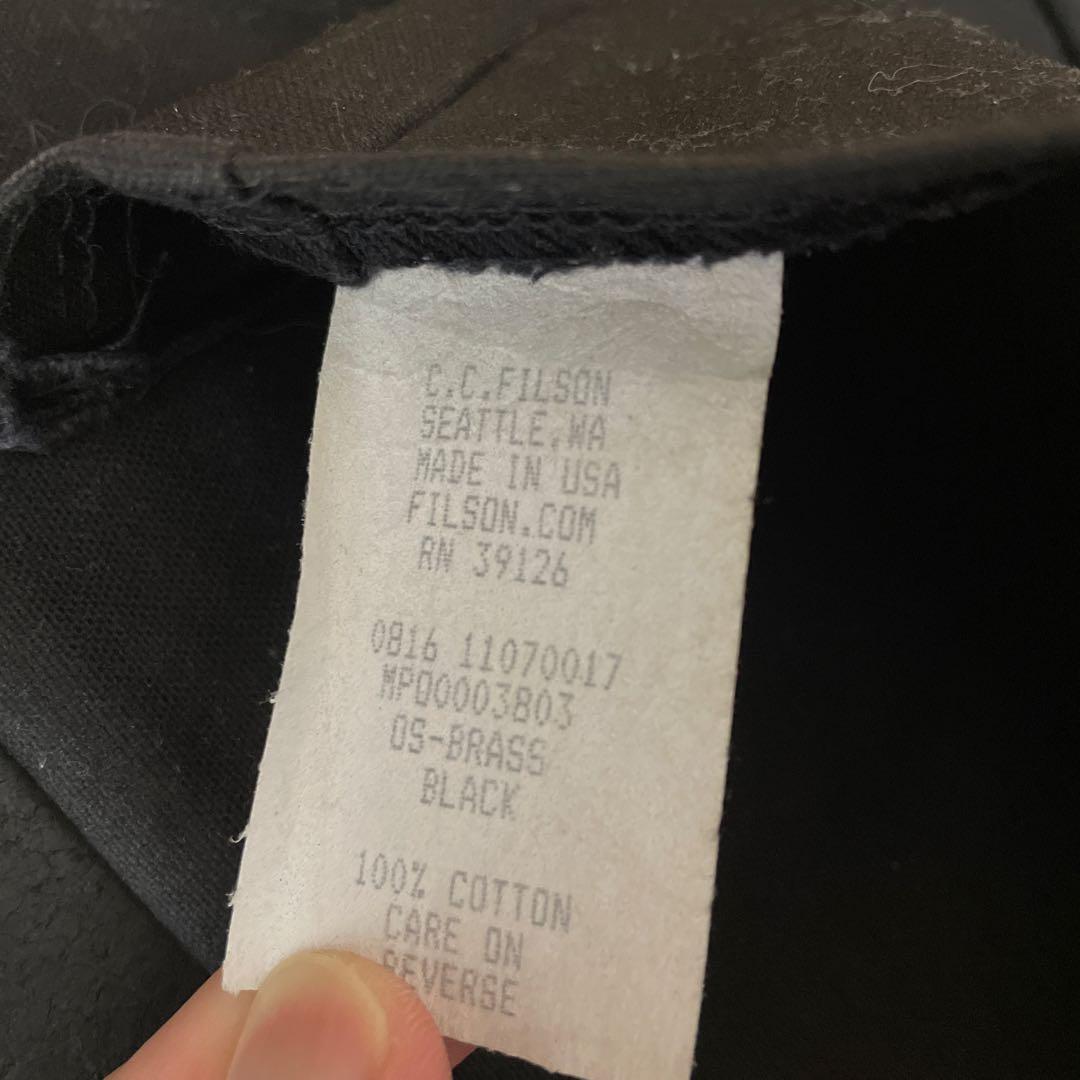 C.C.FILSON
SEATTLE,WA
MADE IN USA
FILSON.COM
RN 39126
0816 11070017
WPO0003803
OS-BRASS
BLACK
100% COTTON
CARE ON
REVERSE